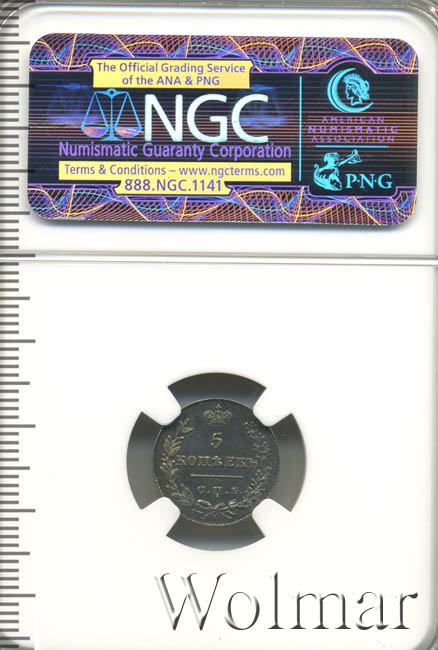 The Official Grading Service
of the ANA & PNG
NGC
Numismatic Guaranty Corporation
Terms & Conditions – www.ngcterms.com
888.NGC.1141
AMERICAN
NUMISMATIC
ASSOCIATION
P·N·G
5
КОПѢЕКЪ
С.П.Б.
Wolmar